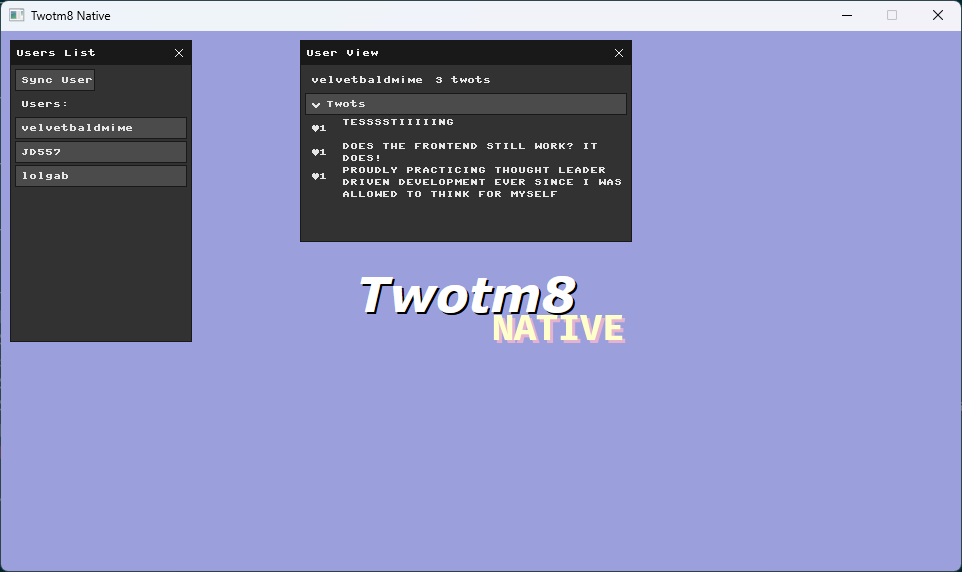 Twotm8 Native
Users List
Sync User
Users:
velvetbaldmime
JD557
lolgab
User View
velvetbaldmime 3 twots
Twots
♥1 TESSSSTIIIIING
♥1 DOES THE FRONTEND STILL WORK? IT
DOES!
♥1 PROUDLY PRACTICING THOUGHT LEADER
DRIVEN DEVELOPMENT EVER SINCE I WAS
ALLOWED TO THINK FOR MYSELF
Twotm8
NATIVE